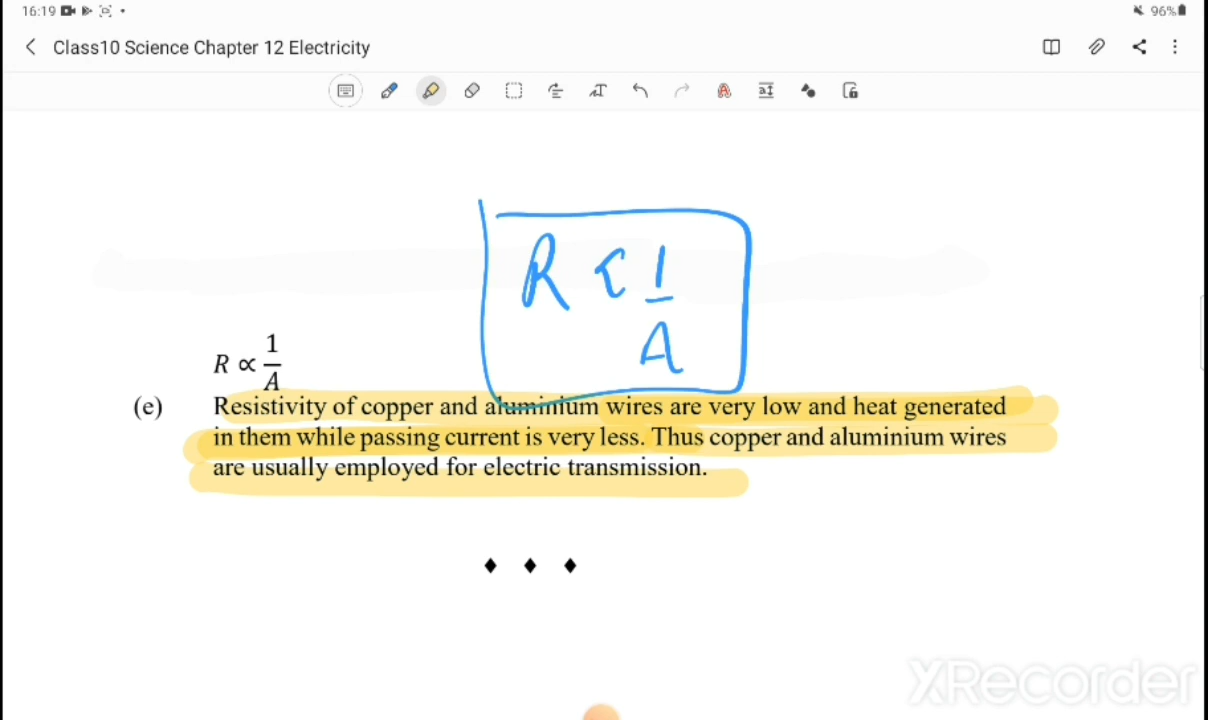 16:19 96%
Class10 Science Chapter 12 Electricity
R ∝ 1
A
R ∝ 1/A
(e) Resistivity of copper and aluminium wires are very low and heat generated
in them while passing current is very less. Thus copper and aluminium wires
are usually employed for electric transmission.
XRecorder